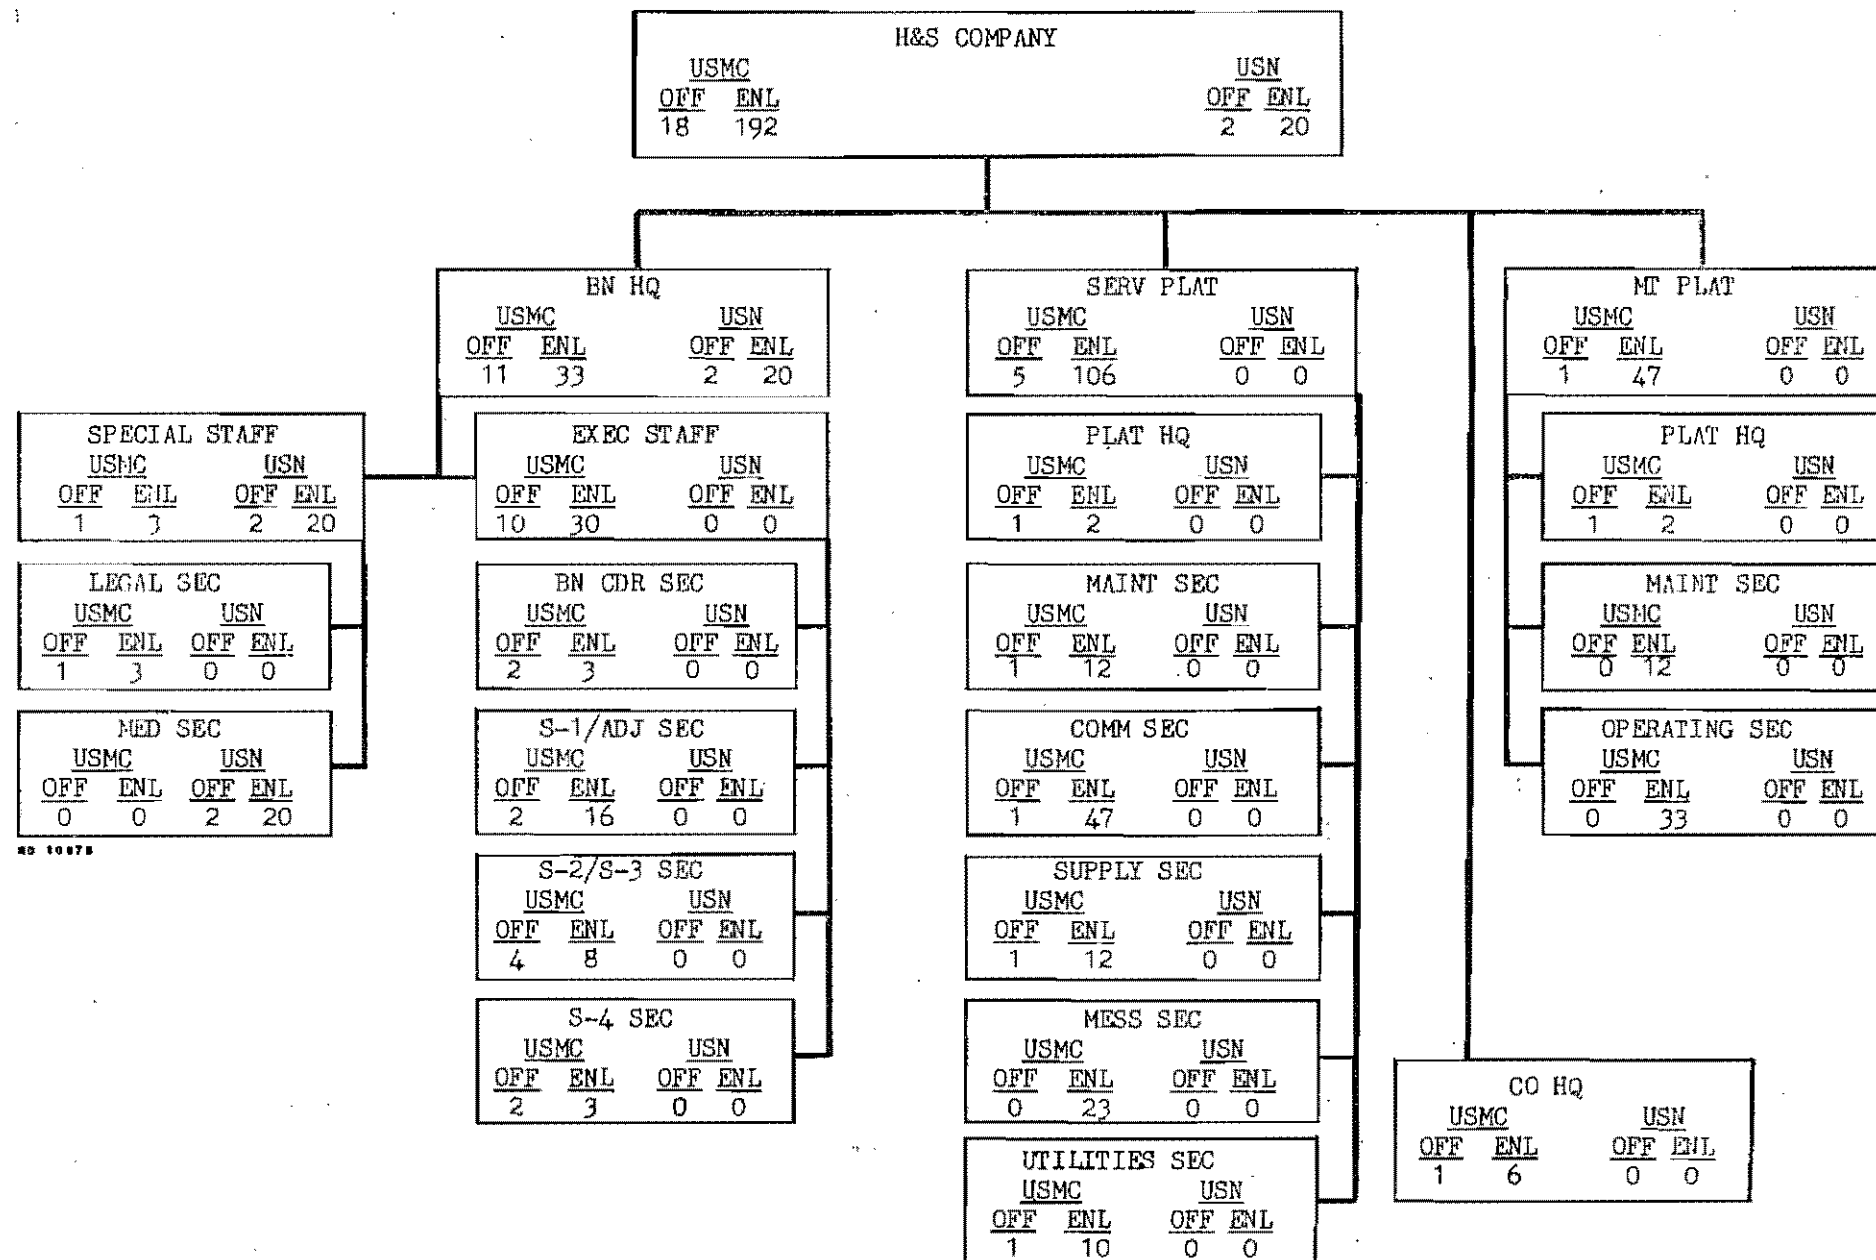 H&S COMPANY
USMC USN
OFF ENL OFF ENL
18 192 2 20
BN HQ
USMC USN
OFF ENL OFF ENL
11 33 2 20
SPECIAL STAFF
USMC USN
OFF ENL OFF ENL
1 3 2 20
LEGAL SEC
USMC USN
OFF ENL OFF ENL
1 3 0 0
MED SEC
USMC USN
OFF ENL OFF ENL
0 0 2 20
EXEC STAFF
USMC USN
OFF ENL OFF ENL
10 30 0 0
BN CDR SEC
USMC USN
OFF ENL OFF ENL
2 3 0 0
S-1/ADJ SEC
USMC USN
OFF ENL OFF ENL
2 16 0 0
S-2/S-3 SEC
USMC USN
OFF ENL OFF ENL
4 8 0 0
S-4 SEC
USMC USN
OFF ENL OFF ENL
2 3 0 0
SERV PLAT
USMC USN
OFF ENL OFF ENL
5 106 0 0
PLAT HQ
USMC USN
OFF ENL OFF ENL
1 2 0 0
MAINT SEC
USMC USN
OFF ENL OFF ENL
1 12 0 0
COMM SEC
USMC USN
OFF ENL OFF ENL
1 47 0 0
SUPPLY SEC
USMC USN
OFF ENL OFF ENL
1 12 0 0
MESS SEC
USMC USN
OFF ENL OFF ENL
0 23 0 0
UTILITIES SEC
USMC USN
OFF ENL OFF ENL
1 10 0 0
MT PLAT
USMC USN
OFF ENL OFF ENL
1 47 0 0
PLAT HQ
USMC USN
OFF ENL OFF ENL
1 2 0 0
MAINT SEC
USMC USN
OFF ENL OFF ENL
0 12 0 0
OPERATING SEC
USMC USN
OFF ENL OFF ENL
0 33 0 0
CO HQ
USMC USN
OFF ENL OFF ENL
1 6 0 0